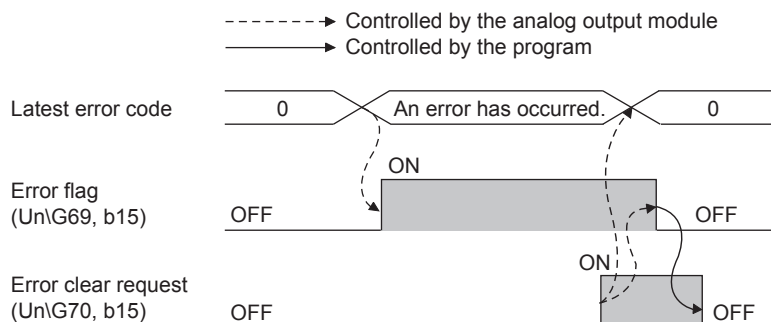 Controlled by the analog output module
Controlled by the program
Latest error code
0
An error has occurred.
0
ON
Error flag
(Un\G69, b15)
OFF
OFF
ON
Error clear request
(Un\G70, b15)
OFF
OFF